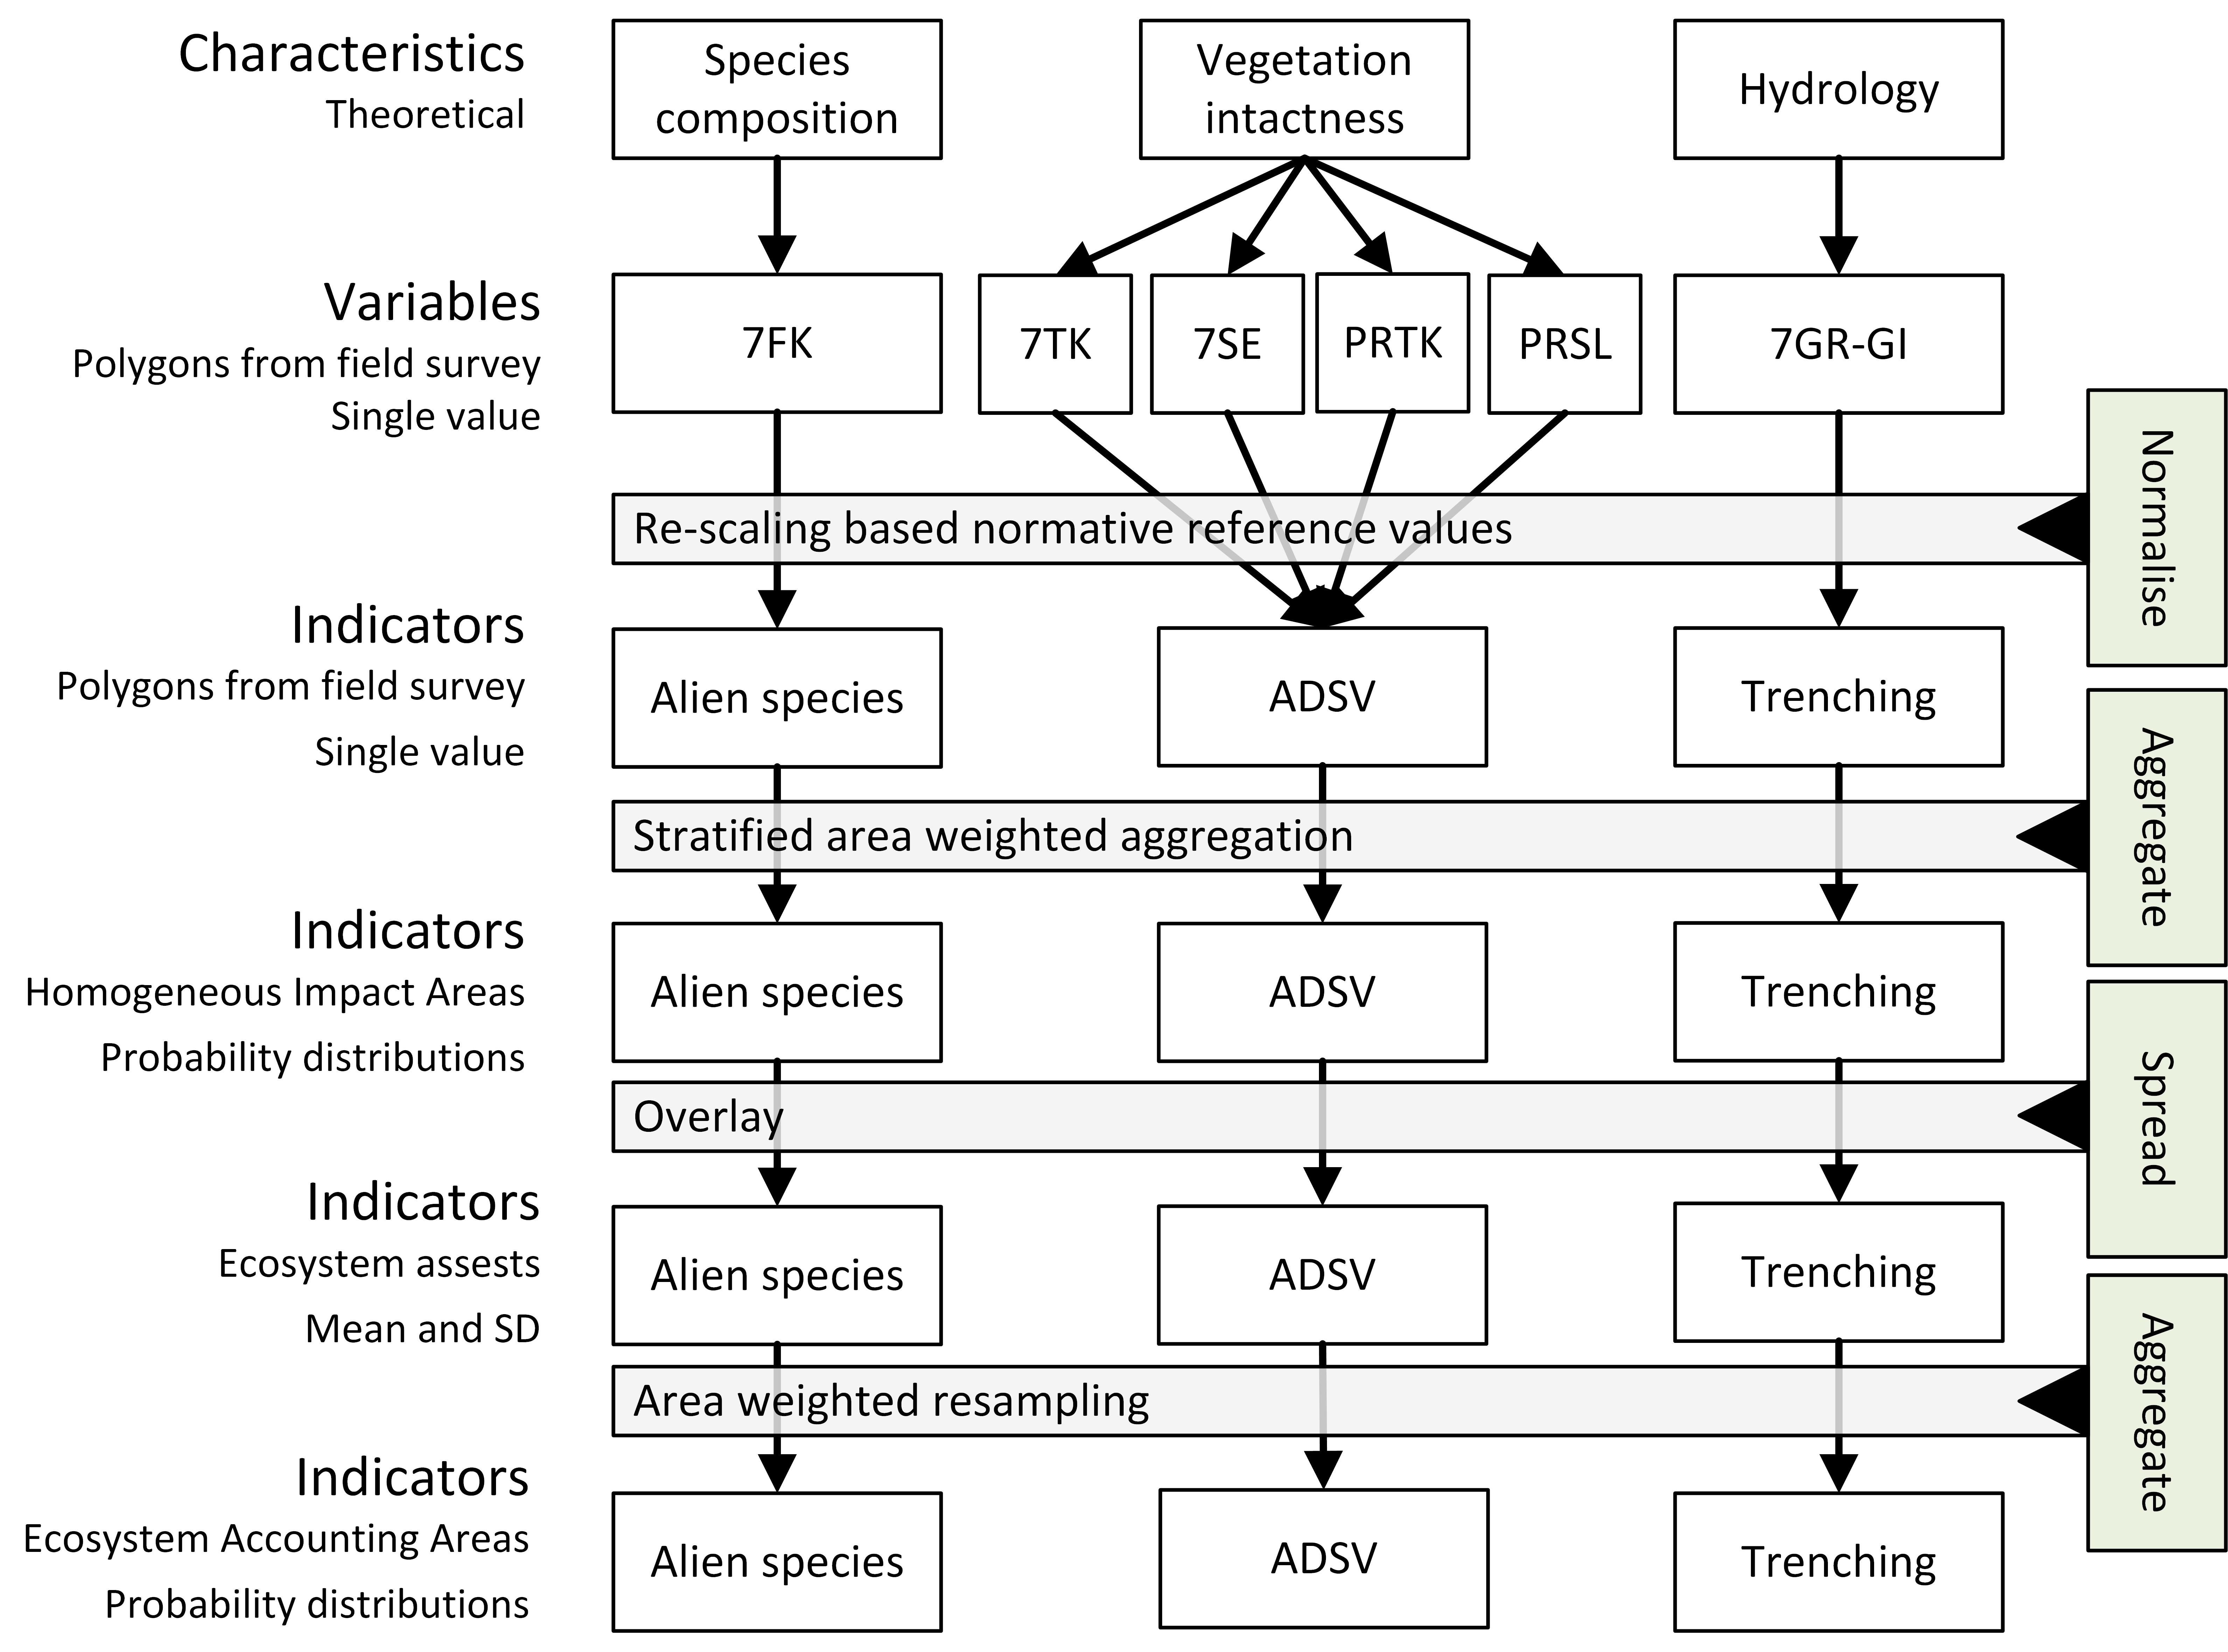 Characteristics
Theoretical
Species
composition
Vegetation
intactness
Hydrology
Variables
Polygons from field survey
Single value
7FK
7TK
7SE
PRTK
PRSL
7GR-GI
Normalise
Re-scaling based normative reference values
Indicators
Polygons from field survey
Single value
Alien species
ADSV
Trenching
Aggregate
Stratified area weighted aggregation
Indicators
Homogeneous Impact Areas
Probability distributions
Alien species
ADSV
Trenching
Spread
Overlay
Indicators
Ecosystem assests
Mean and SD
Alien species
ADSV
Trenching
Aggregate
Area weighted resampling
Indicators
Ecosystem Accounting Areas
Probability distributions
Alien species
ADSV
Trenching